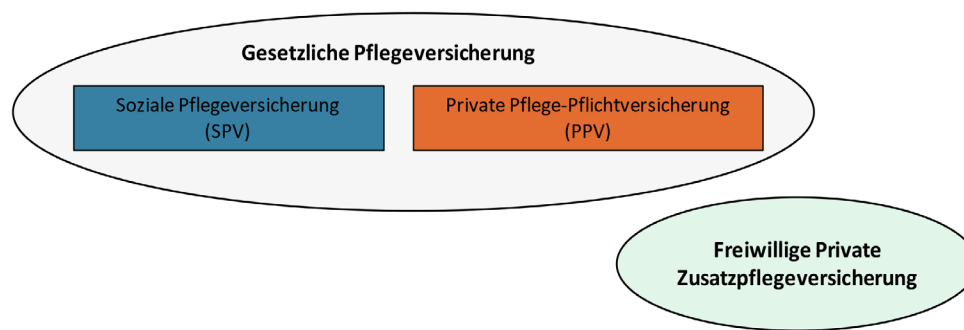 Gesetzliche Pflegeversicherung
Soziale Pflegeversicherung
(SPV)
Private Pflege-Pflichtversicherung
(PPV)
Freiwillige Private
Zusatzpflegeversicherung